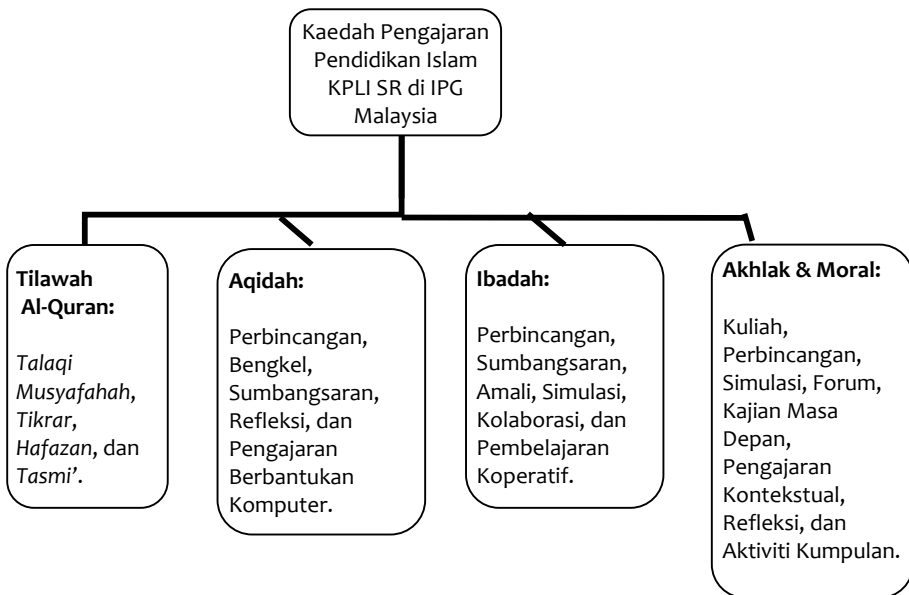 Kaedah Pengajaran
Pendidikan Islam
KPLI SR di IPG
Malaysia
Tilawah
Al-Quran:
Talaqi
Musyafahah,
Tikrar,
Hafazan, dan
Tasmi’.
Aqidah:
Perbincangan,
Bengkel,
Sumbangsaran,
Refleksi, dan
Pengajaran
Berbantukan
Komputer.
Ibadah:
Perbincangan,
Sumbangsaran,
Amali, Simulasi,
Kolaborasi, dan
Pembelajaran
Koperatif.
Akhlak & Moral:
Kuliah,
Perbincangan,
Simulasi, Forum,
Kajian Masa
Depan,
Pengajaran
Kontekstual,
Refleksi, dan
Aktiviti Kumpulan.